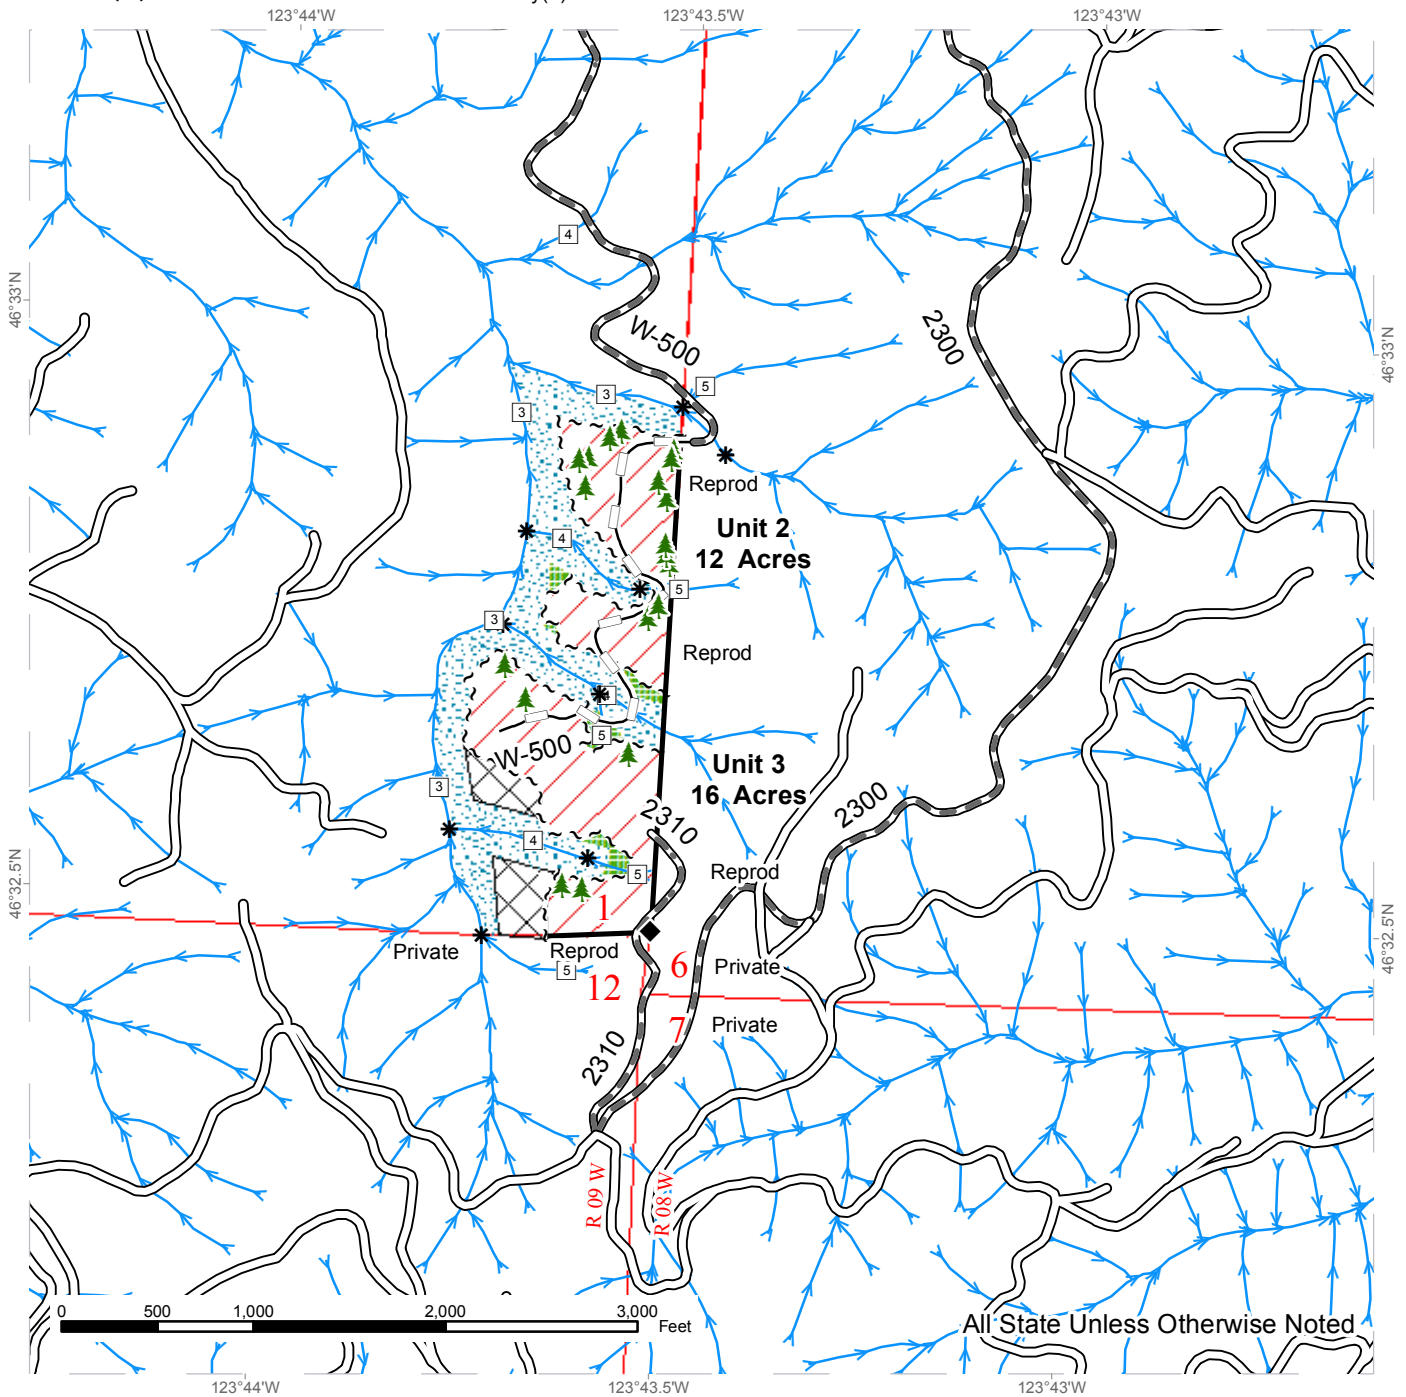 123°44'W
123°43.5'W
123°43'W
4
46°33'N
46°33'N
W-500
2300
5
3
3
Reprod
Unit 2
12 Acres
4
5
3
Reprod
4
5
W-500
Unit 3
16 Acres
3
2310
2300
4
5
Reprod
46°32.5'N
46°32.5'N
1
Private
Reprod
5
12
6
Private
7
Private
2310
R 09 W
R 08 W
0
500
1,000
2,000
3,000
Feet
All State Unless Otherwise Noted
123°44'W
123°43.5'W
123°43'W